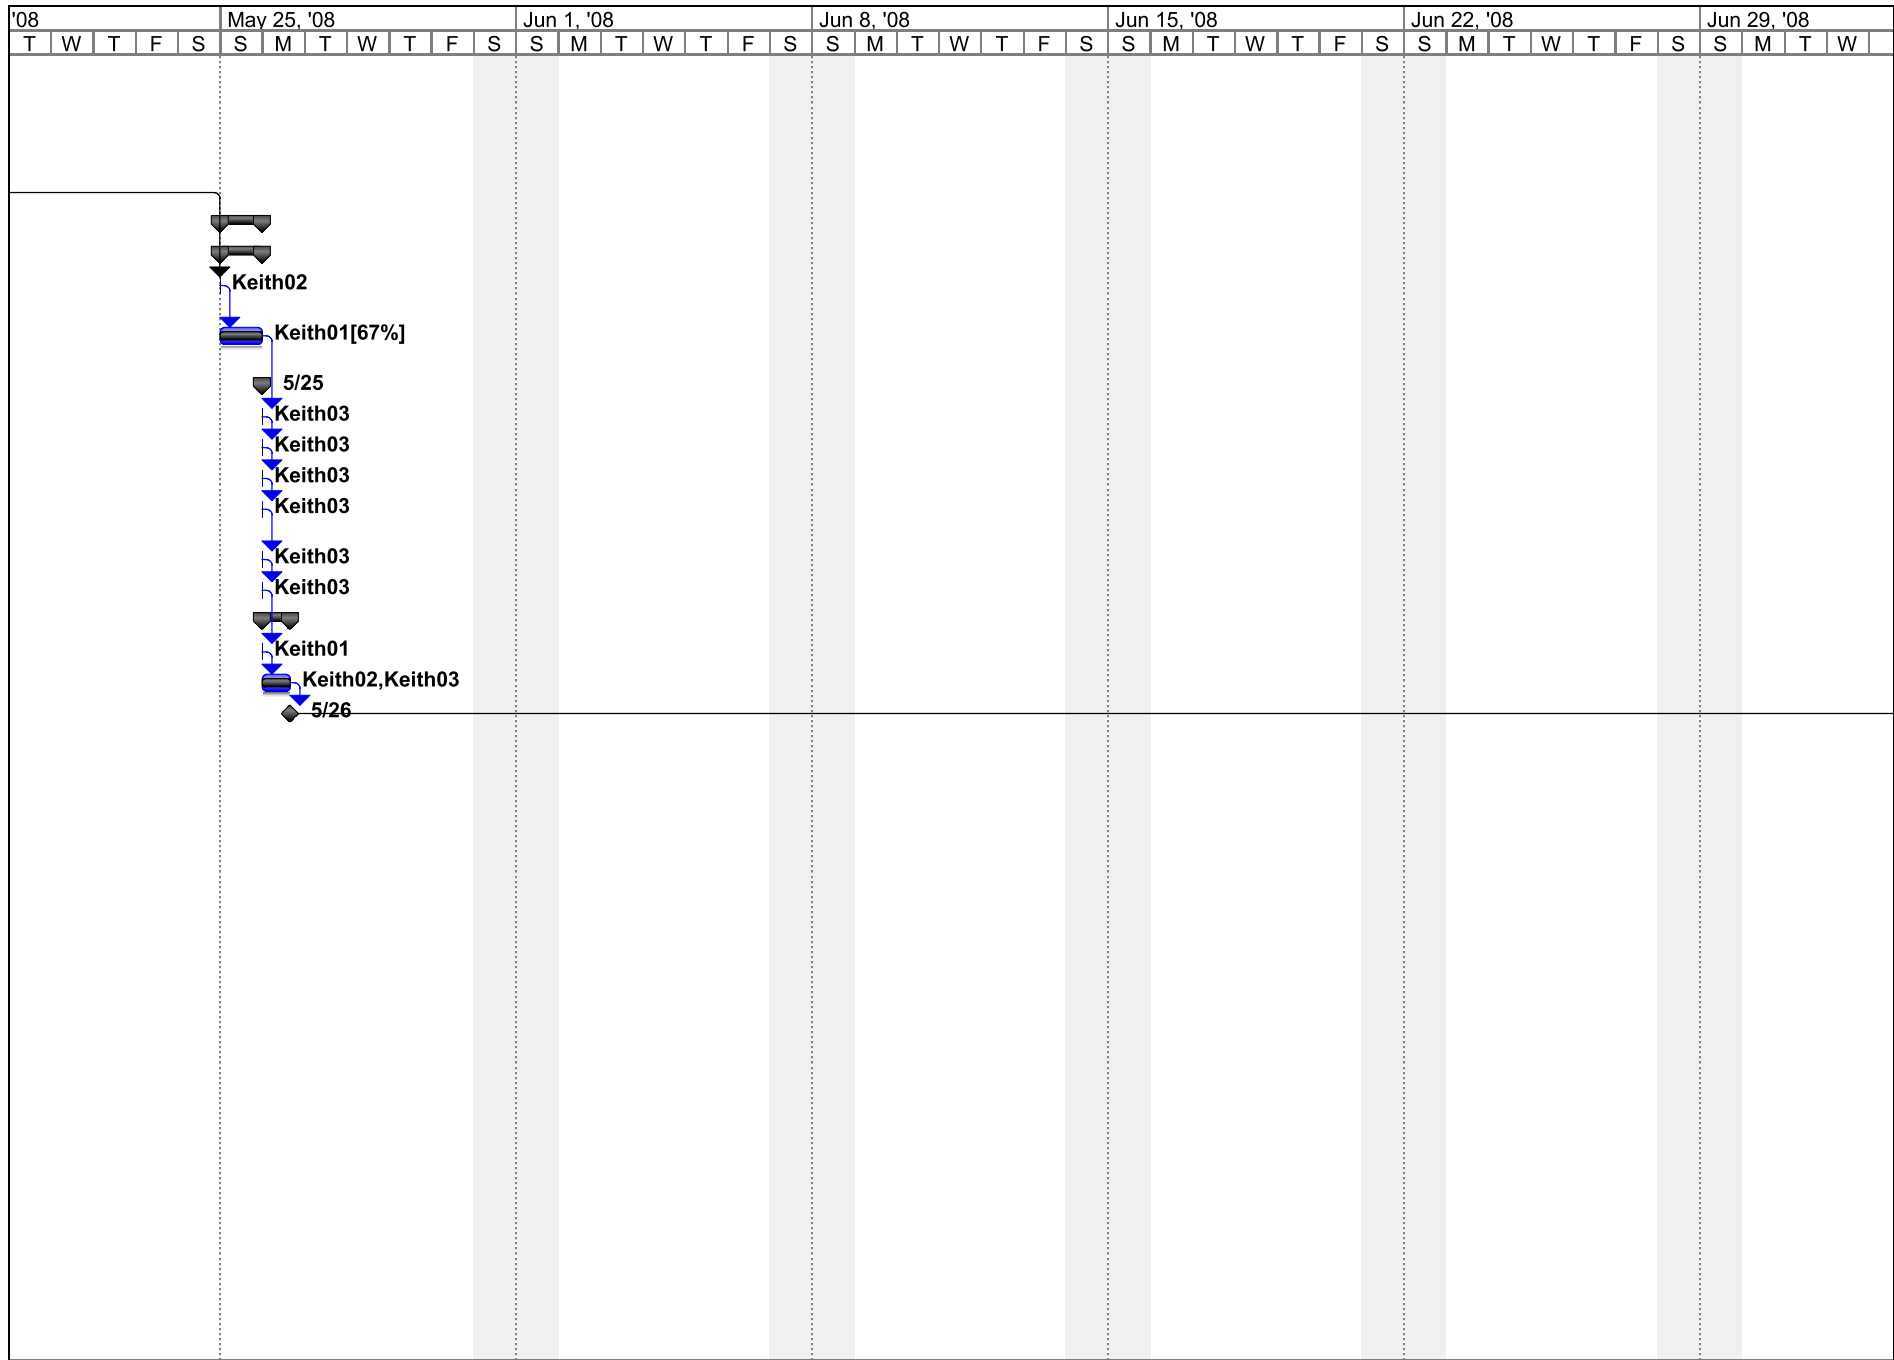 '08 May 25, '08 Jun 1, '08 Jun 8, '08 Jun 15, '08 Jun 22, '08 Jun 29, '08
T W T F S S M T W T F S S M T W T F S S M T W T F S S M T W T F S S M T W T F S S M T W
Keith02
Keith01[67%]
5/25
Keith03
Keith03
Keith03
Keith03
Keith03
Keith03
Keith01
Keith02,Keith03
5/26